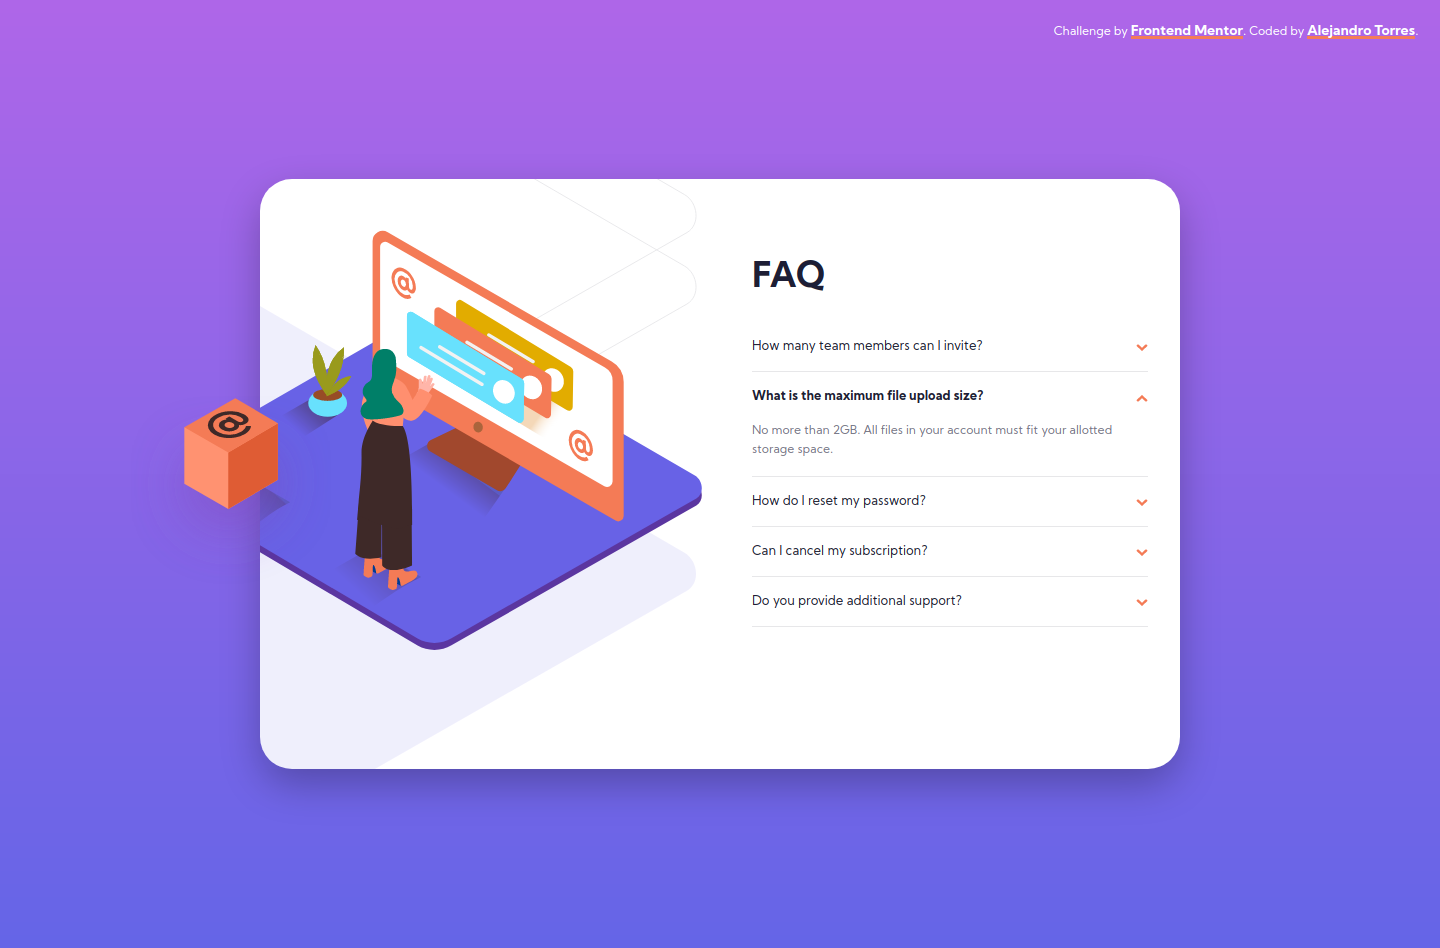 Challenge by Frontend Mentor. Coded by Alejandro Torres.
@
@
@
FAQ
How many team members can I invite?
What is the maximum file upload size?
No more than 2GB. All files in your account must fit your allotted
storage space.
How do I reset my password?
Can I cancel my subscription?
Do you provide additional support?